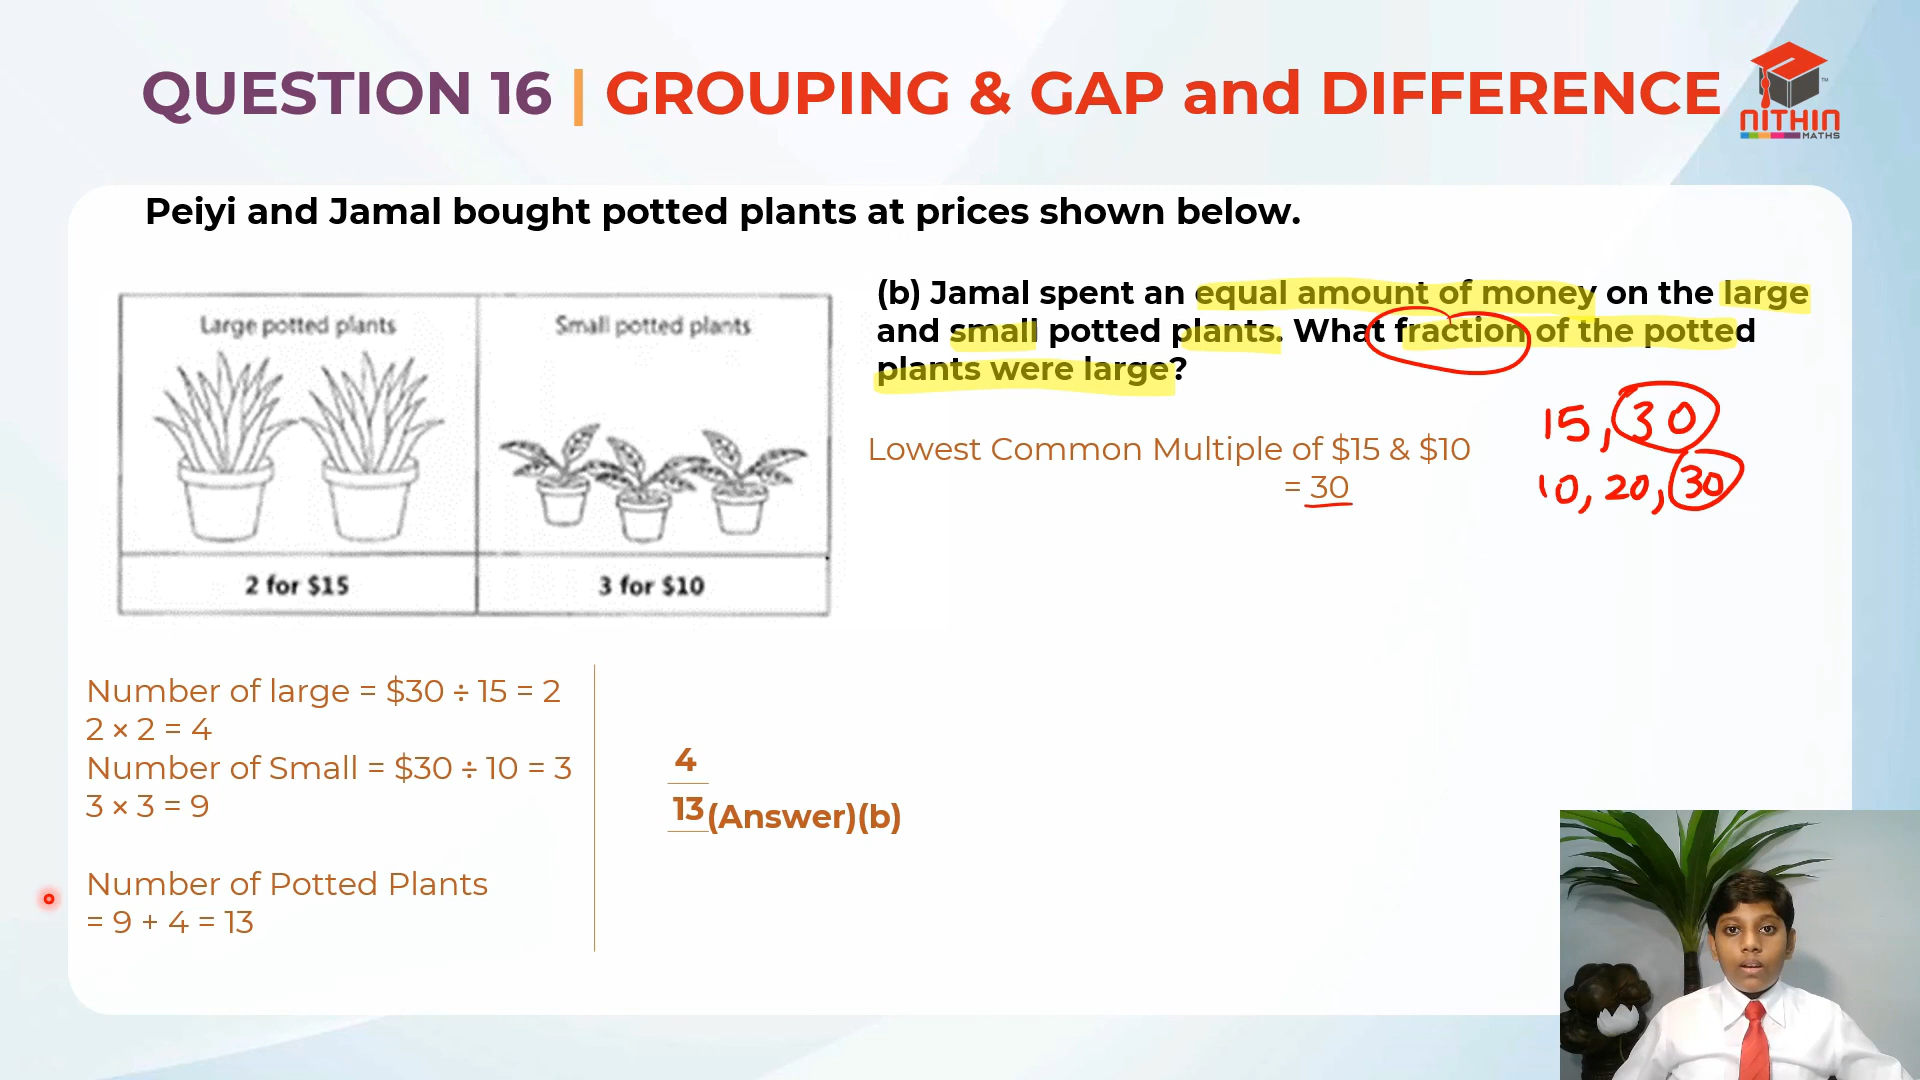 QUESTION 16 | GROUPING & GAP and DIFFERENCE
NITHIN
MATHS
TM
Peiyi and Jamal bought potted plants at prices shown below.
Large potted plants
Small potted plants
2 for $15
3 for $10
(b) Jamal spent an equal amount of money on the large
and small potted plants. What fraction of the potted
plants were large?
Lowest Common Multiple of $15 & $10
= 30
15, 30
10, 20, 30
Number of large = $30 ÷ 15 = 2
2 × 2 = 4
Number of Small = $30 ÷ 10 = 3
3 × 3 = 9
Number of Potted Plants
= 9 + 4 = 13
4
13 (Answer)(b)